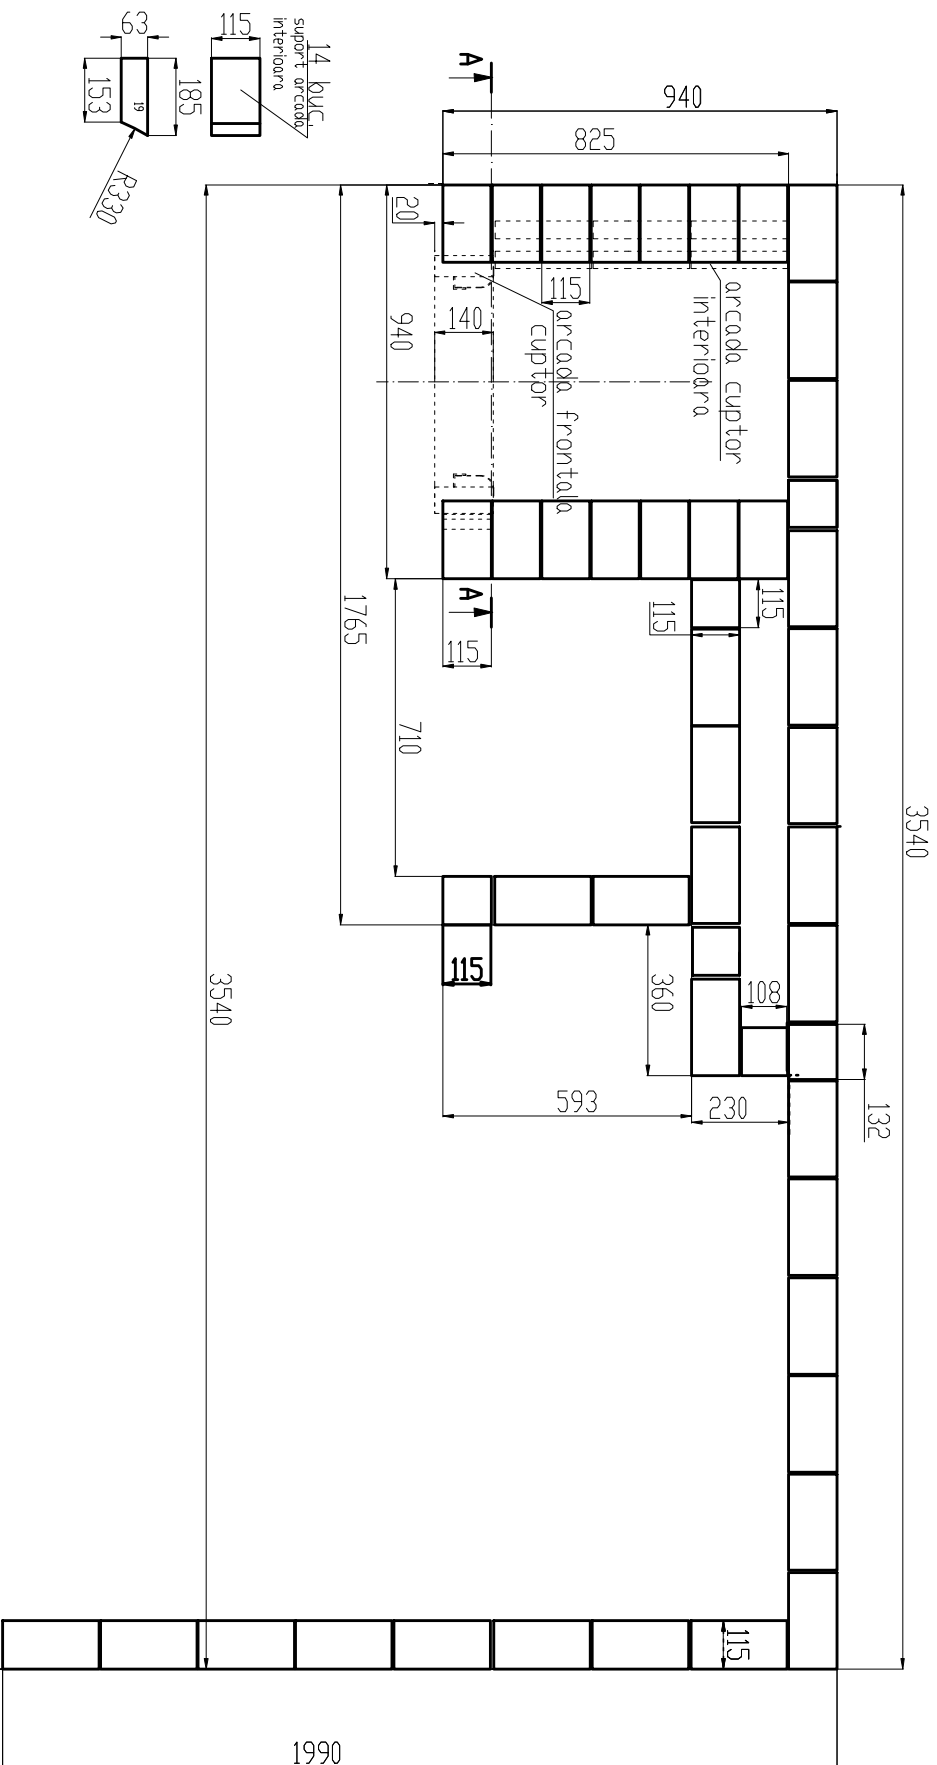 63
153
185
19
R330
115
14 buc.
suport arcada
interioara
A
940
825
20
940
140
115
arcada cuptor
interioara
arcada frontala
cuptor
A
115
115
115
1765
710
115
360
108
593
230
132
3540
3540
115
1990